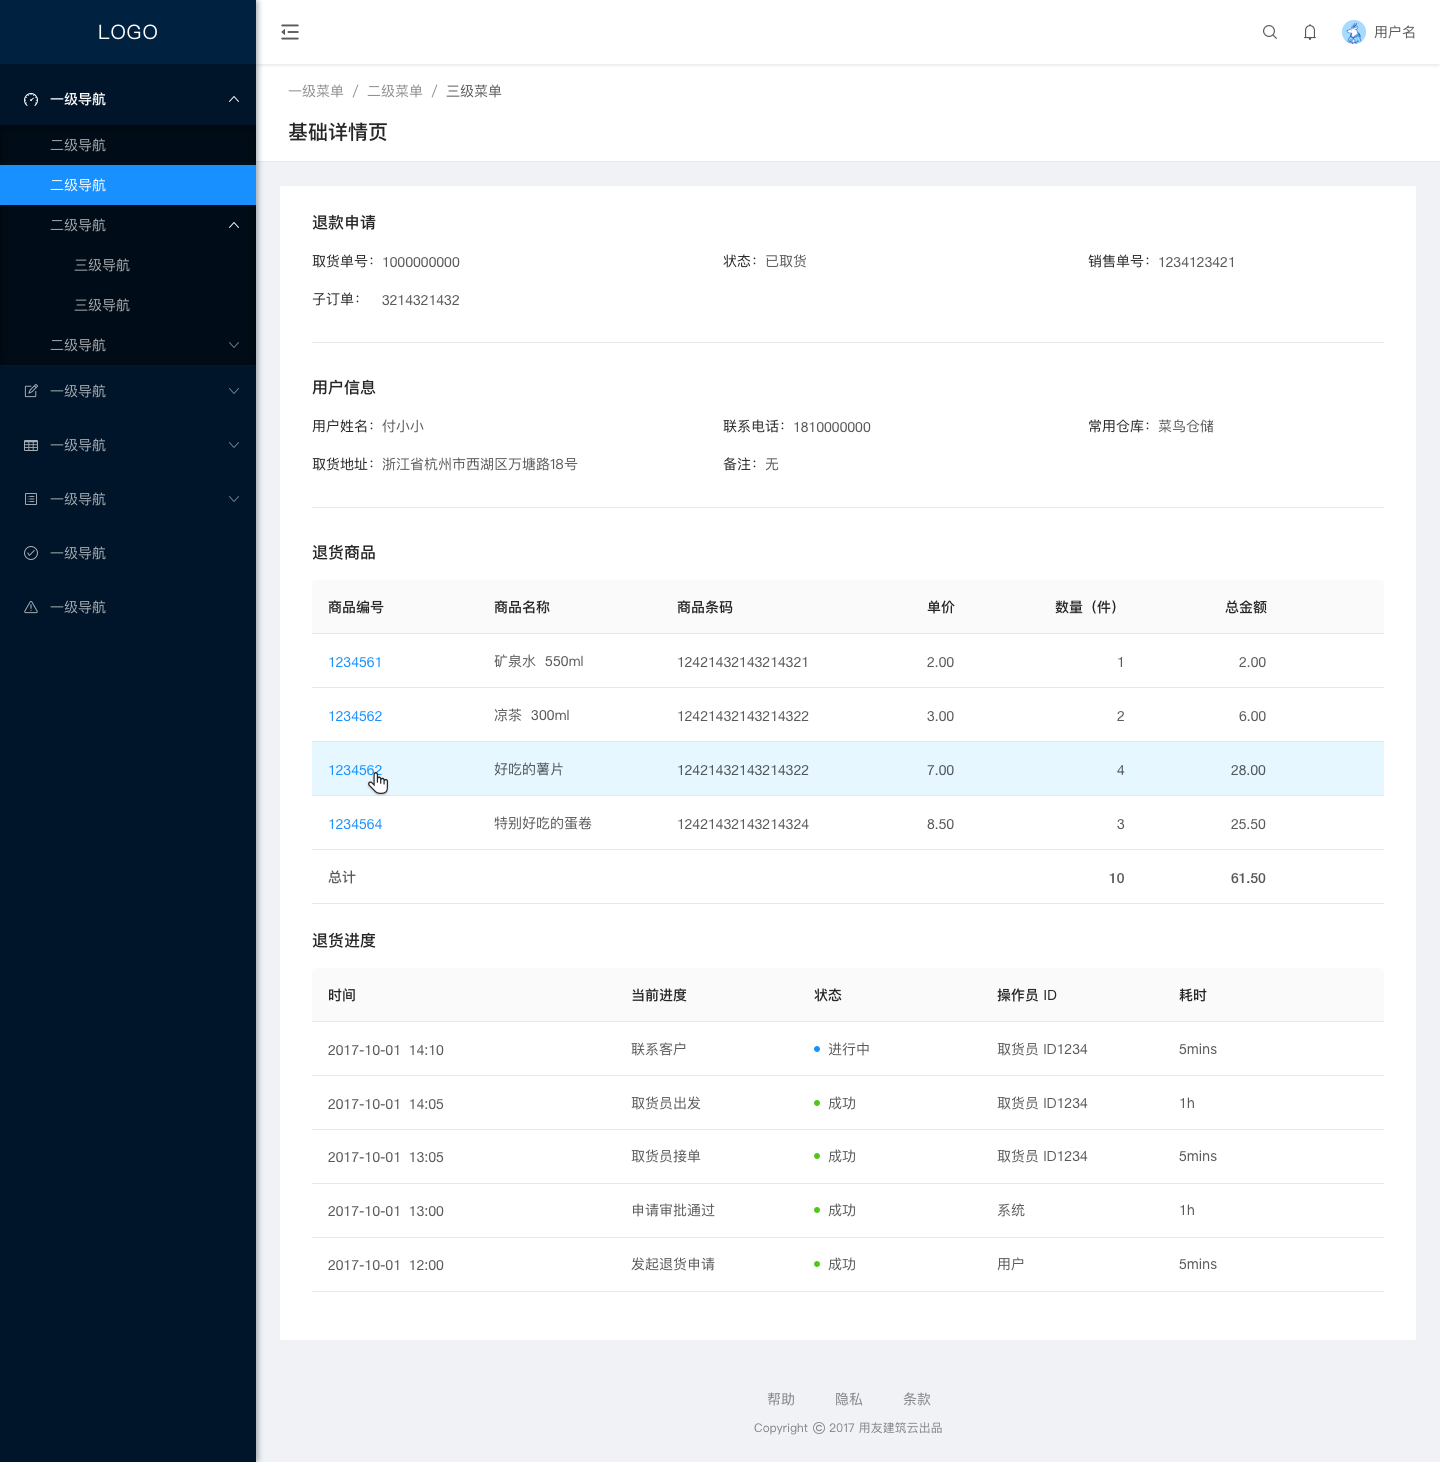 LOGO
用户名
一级导航
二级导航
二级导航
二级导航
三级导航
三级导航
二级导航
一级导航
一级导航
一级导航
一级导航
一级导航
一级菜单 / 二级菜单 / 三级菜单
基础详情页
退款申请
取货单号：1000000000 状态：已取货 销售单号：1234123421
子订单： 3214321432
用户信息
用户姓名：付小小 联系电话：1810000000 常用仓库：菜鸟仓储
取货地址：浙江省杭州市西湖区万塘路18号 备注：无
退货商品
商品编号 商品名称 商品条码 单价 数量（件） 总金额
1234561 矿泉水 550ml 12421432143214321 2.00 1 2.00
1234562 凉茶 300ml 12421432143214322 3.00 2 6.00
1234562 好吃的薯片 12421432143214322 7.00 4 28.00
1234564 特别好吃的蛋卷 12421432143214324 8.50 3 25.50
总计 10 61.50
退货进度
时间 当前进度 状态 操作员 ID 耗时
2017-10-01 14:10 联系客户 进行中 取货员 ID1234 5mins
2017-10-01 14:05 取货员出发 成功 取货员 ID1234 1h
2017-10-01 13:05 取货员接单 成功 取货员 ID1234 5mins
2017-10-01 13:00 申请审批通过 成功 系统 1h
2017-10-01 12:00 发起退货申请 成功 用户 5mins
帮助 隐私 条款
Copyright © 2017 用友建筑云出品